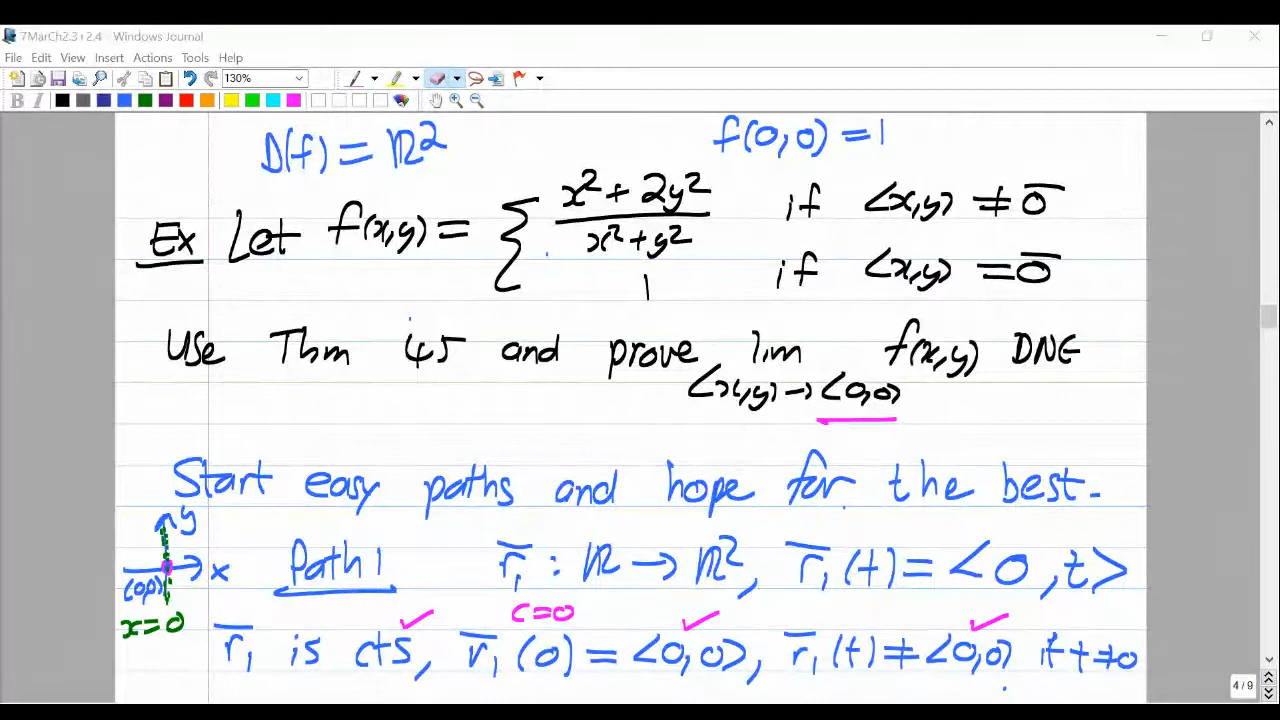 7MarCh2.3+2.4 - Windows Journal
File Edit View Insert Actions Tools Help
130%
B I
D(f) = ℝ² f(0,0) = 1
Ex Let f(x,y) = { x² + 2y² / x² + y² if <x,y> ≠ 0̅
1 if <x,y> = 0̅
Use Thm 45 and prove lim f(x,y) DNE
<x,y> → <0,0>
Start easy paths and hope for the best.
y
x Path 1 r̅₁ : ℝ → ℝ², r̅₁(t) = <0, t>
(0,0)
x=0 c=0
r̅₁ is cts, r̅₁(0) = <0,0>, r̅₁(t) ≠ <0,0> if t ≠ 0
4 / 9